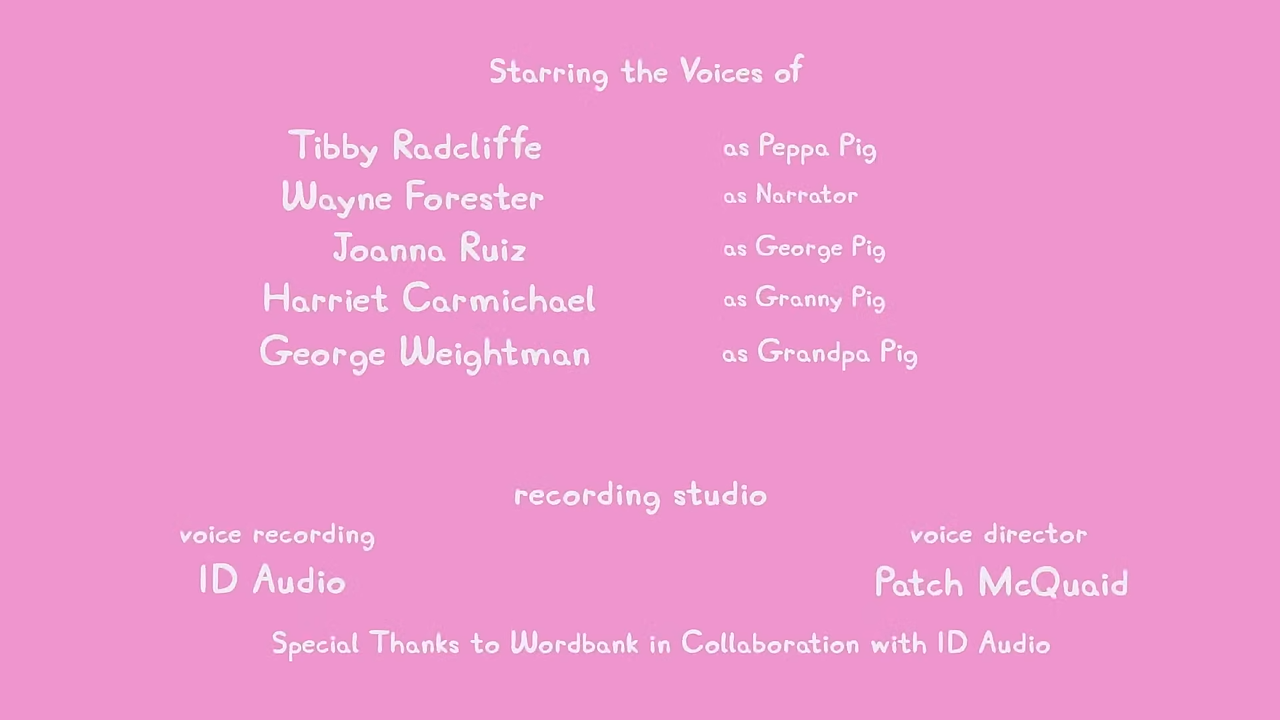 Starring the Voices of
Tibby Radcliffe as Peppa Pig
Wayne Forester as Narrator
Joanna Ruiz as George Pig
Harriet Carmichael as Granny Pig
George Weightman as Grandpa Pig
recording studio
voice recording voice director
ID Audio Patch McQuaid
Special Thanks to Wordbank in Collaboration with ID Audio